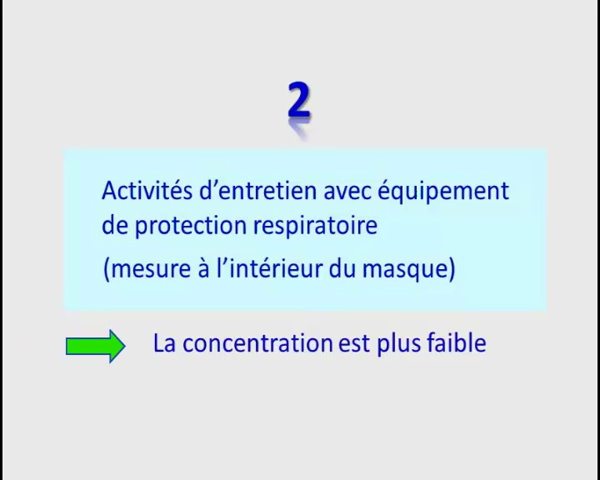 2
Activités d’entretien avec équipement
de protection respiratoire
(mesure à l’intérieur du masque)
La concentration est plus faible